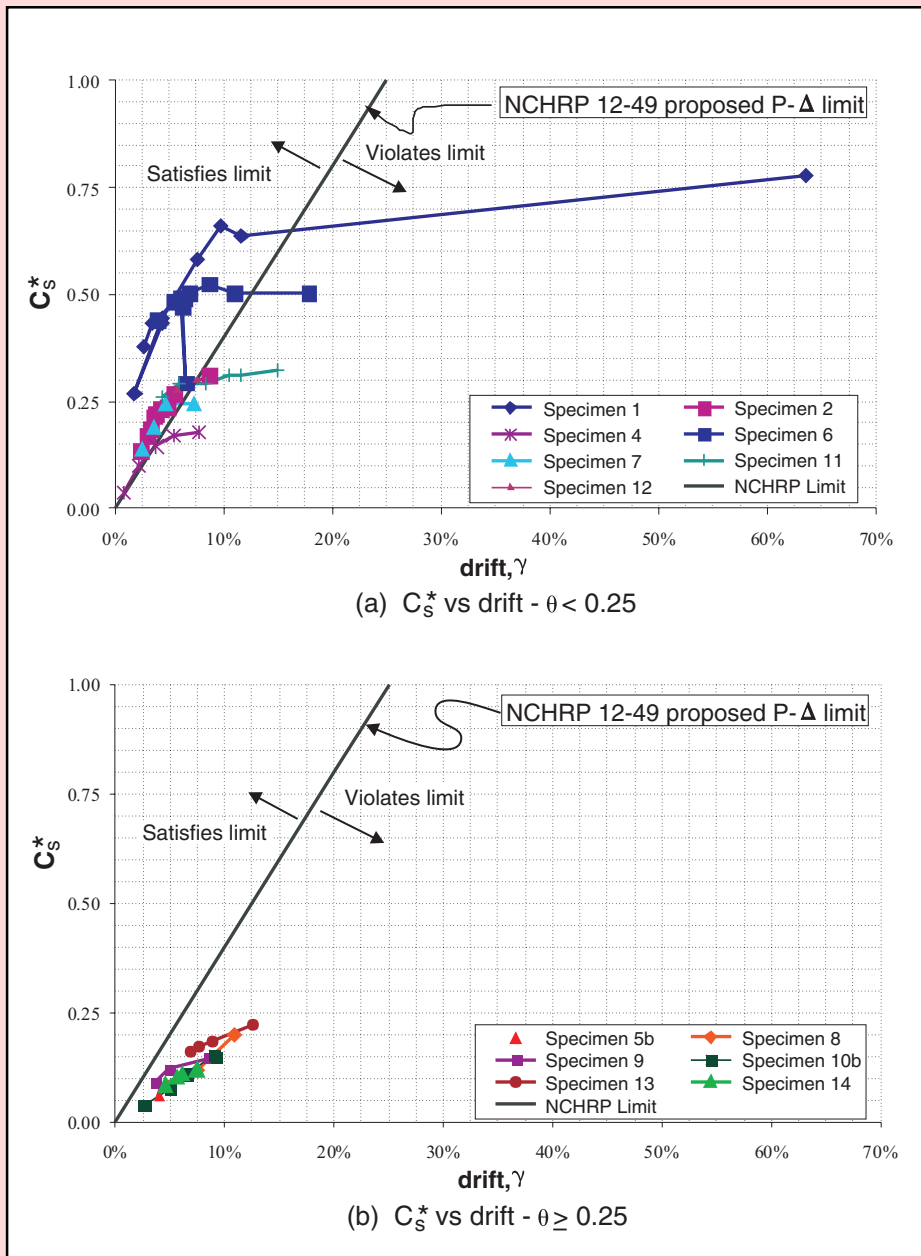 1.00
0.75
0.50
0.25
0.00
C*s
NCHRP 12-49 proposed P-Δ limit
Satisfies limit
Violates limit
Specimen 1
Specimen 2
Specimen 4
Specimen 6
Specimen 7
Specimen 11
Specimen 12
NCHRP Limit
0% 10% 20% 30% 40% 50% 60% 70%
drift,γ
(a) C*s vs drift - θ < 0.25
1.00
0.75
0.50
0.25
0.00
C*s
NCHRP 12-49 proposed P-Δ limit
Satisfies limit
Violates limit
Specimen 5b
Specimen 8
Specimen 9
Specimen 10b
Specimen 13
Specimen 14
NCHRP Limit
0% 10% 20% 30% 40% 50% 60% 70%
drift,γ
(b) C*s vs drift - θ ≥ 0.25